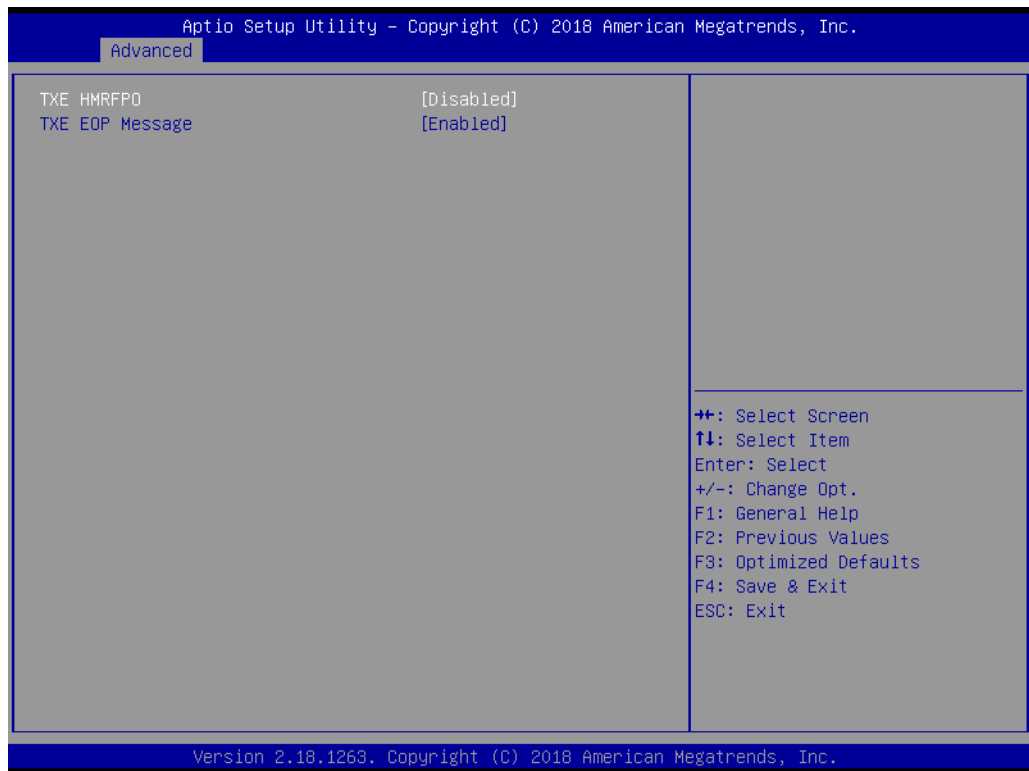 Aptio Setup Utility – Copyright (C) 2018 American Megatrends, Inc.
Advanced
TXE HMRFPO [Disabled]
TXE EOP Message [Enabled]
→←: Select Screen
↑↓: Select Item
Enter: Select
+/-: Change Opt.
F1: General Help
F2: Previous Values
F3: Optimized Defaults
F4: Save & Exit
ESC: Exit
Version 2.18.1263. Copyright (C) 2018 American Megatrends, Inc.